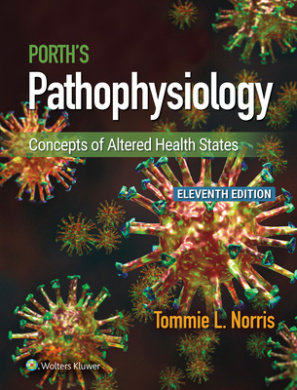 PORTH'S
Pathophysiology
Concepts of Altered Health States
ELEVENTH EDITION
Tommie L. Norris
Wolters Kluwer